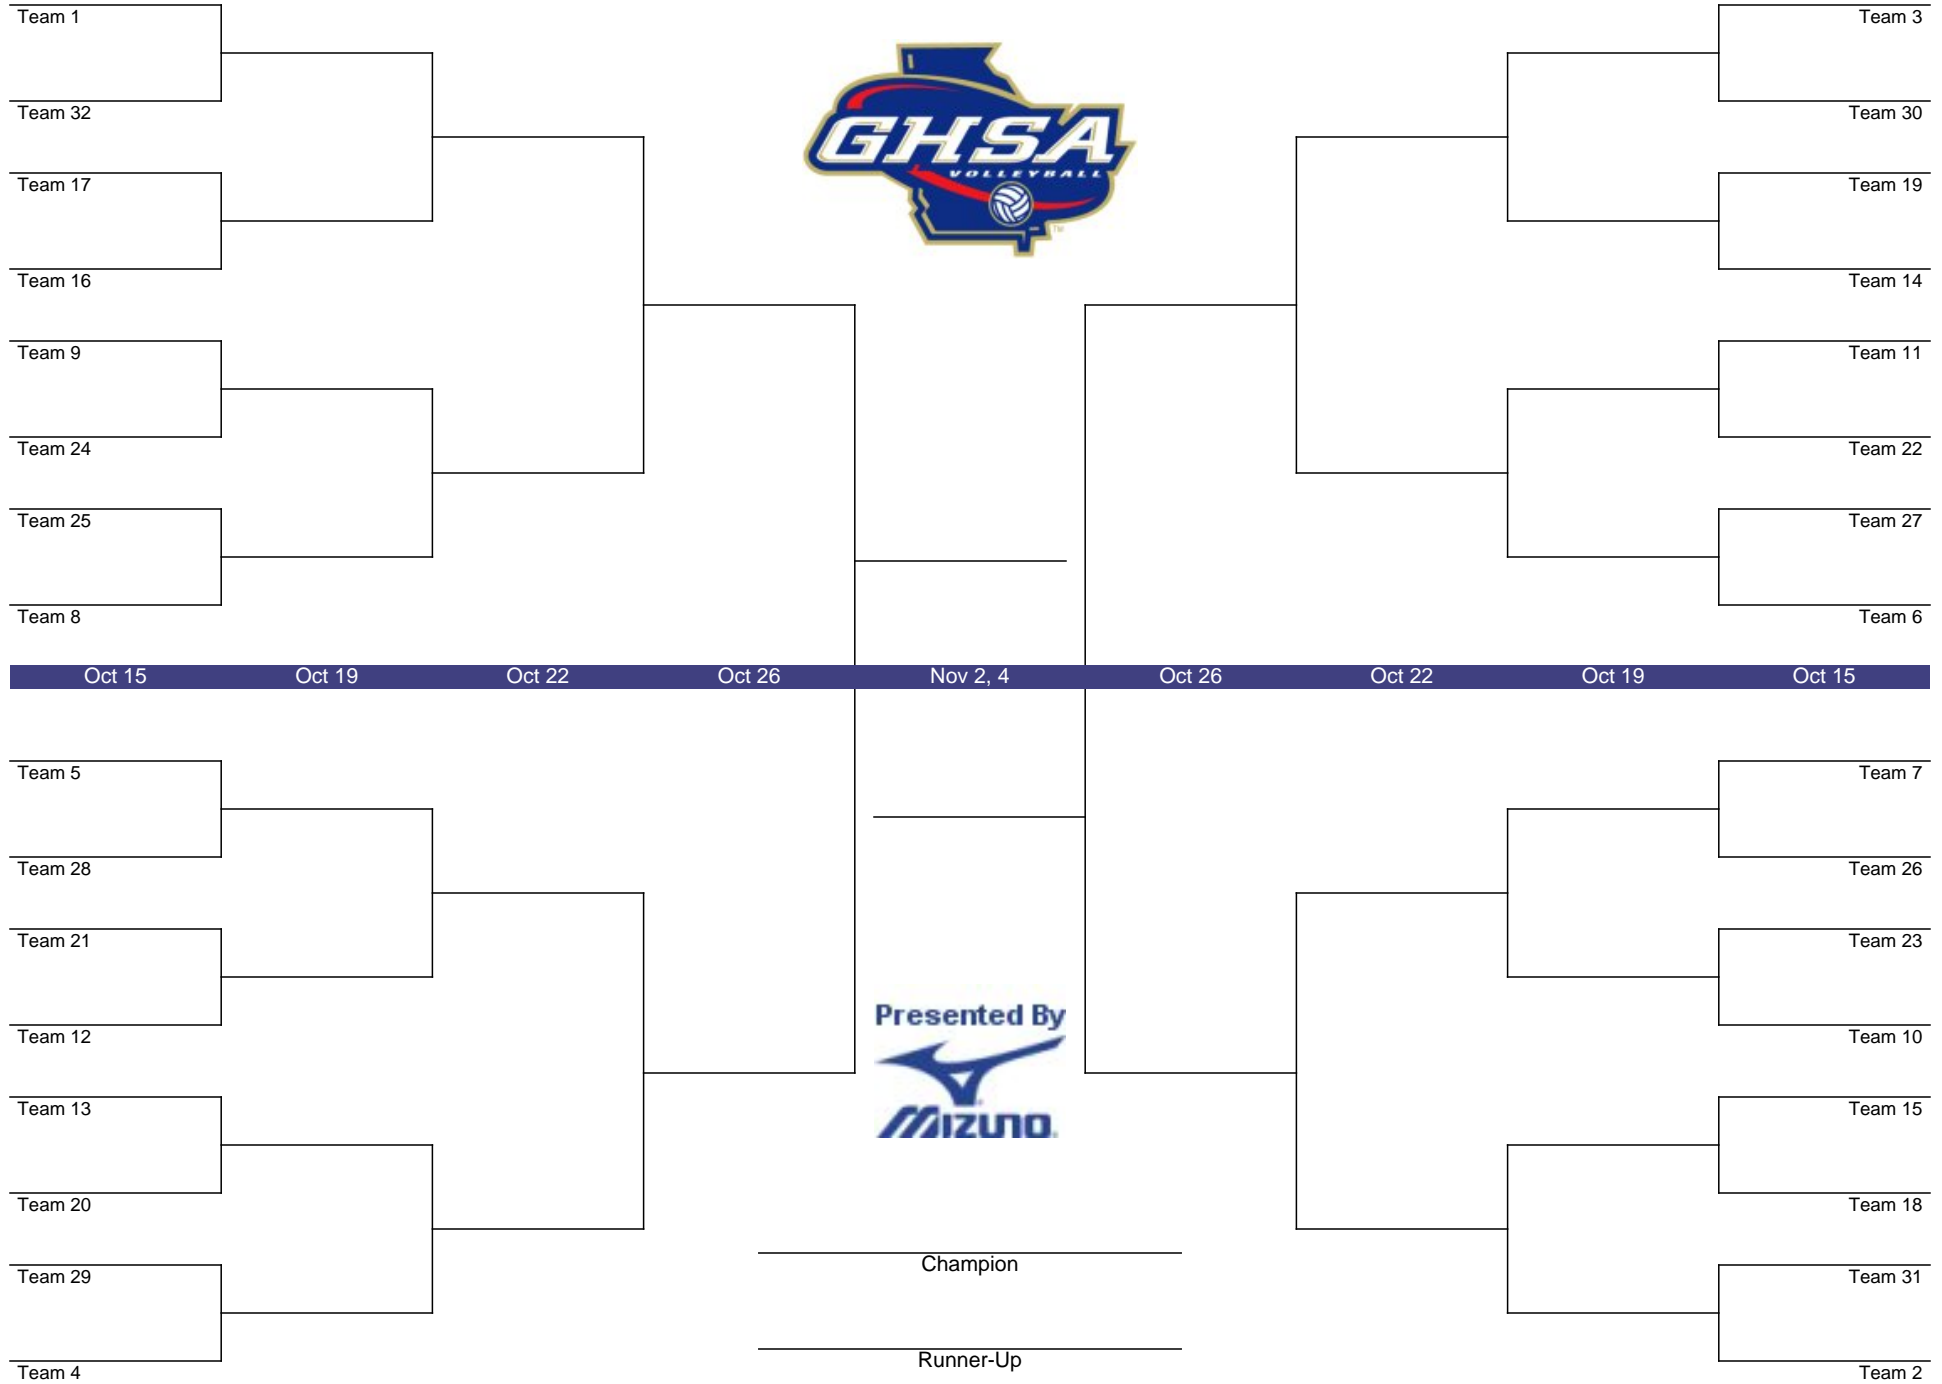 Team 1
Team 3
Team 32
Team 30
GHSA
VOLLEYBALL
TM
Team 17
Team 19
Team 16
Team 14
Team 9
Team 11
Team 24
Team 22
Team 25
Team 27
Team 8
Team 6
Oct 15 Oct 19 Oct 22 Oct 26 Nov 2, 4 Oct 26 Oct 22 Oct 19 Oct 15
Team 5
Team 7
Team 28
Team 26
Team 21
Team 23
Team 12
Team 10
Presented By
MIZUNO
Team 13
Team 15
Team 20
Team 18
Champion
Team 29
Team 31
Runner-Up
Team 4
Team 2